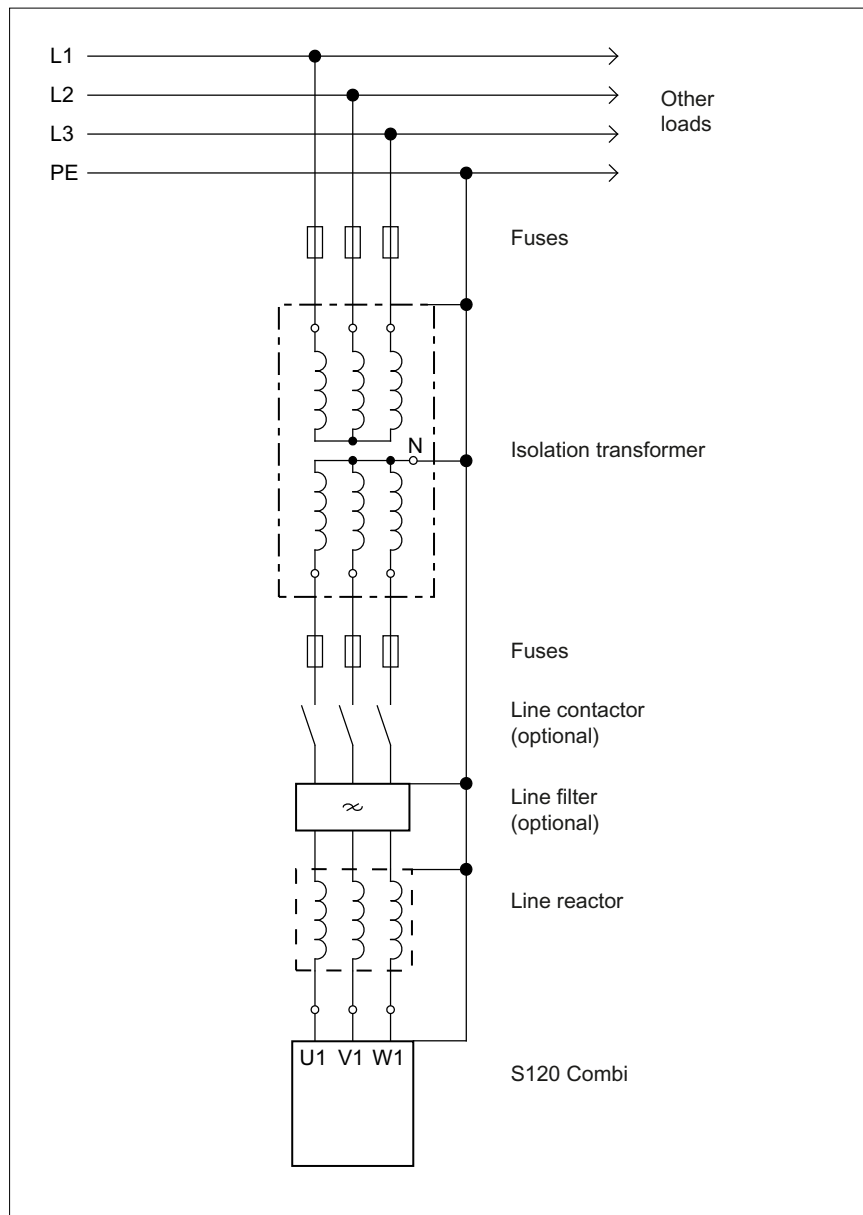 L1
L2
L3
PE
Other
loads
Fuses
N
Isolation transformer
Fuses
Line contactor
(optional)
Line filter
(optional)
Line reactor
U1 V1 W1
S120 Combi